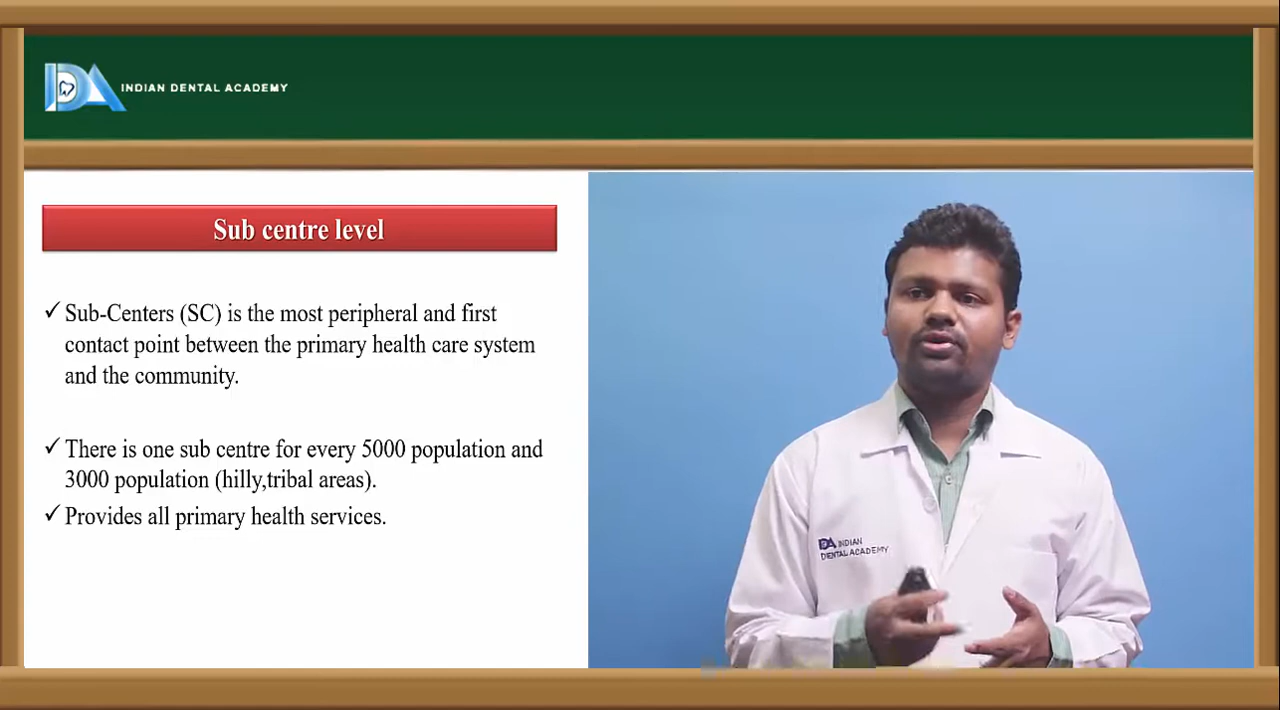 INDIAN DENTAL ACADEMY
Sub centre level
✓ Sub-Centers (SC) is the most peripheral and first
contact point between the primary health care system
and the community.
✓ There is one sub centre for every 5000 population and
3000 population (hilly,tribal areas).
✓ Provides all primary health services.
IDA INDIAN
DENTAL ACADEMY